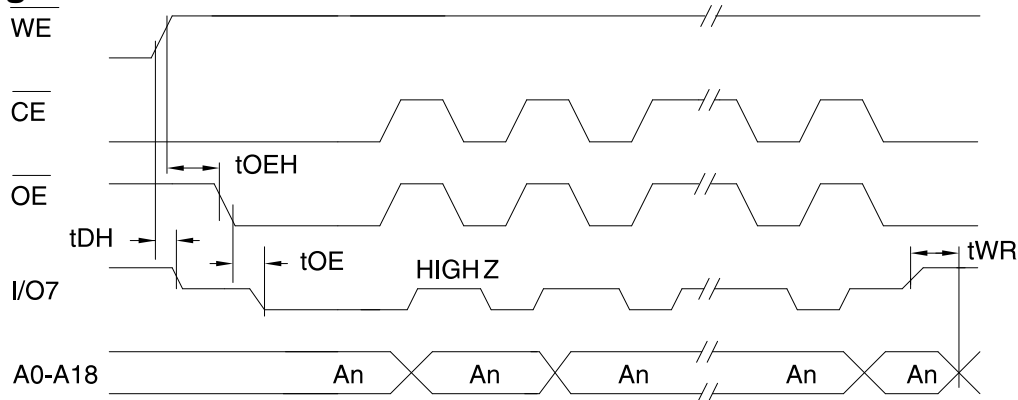 WE
CE
tOEH
OE
tDH
tOE
tWR
HIGH Z
I/O7
A0-A18 An An An An An